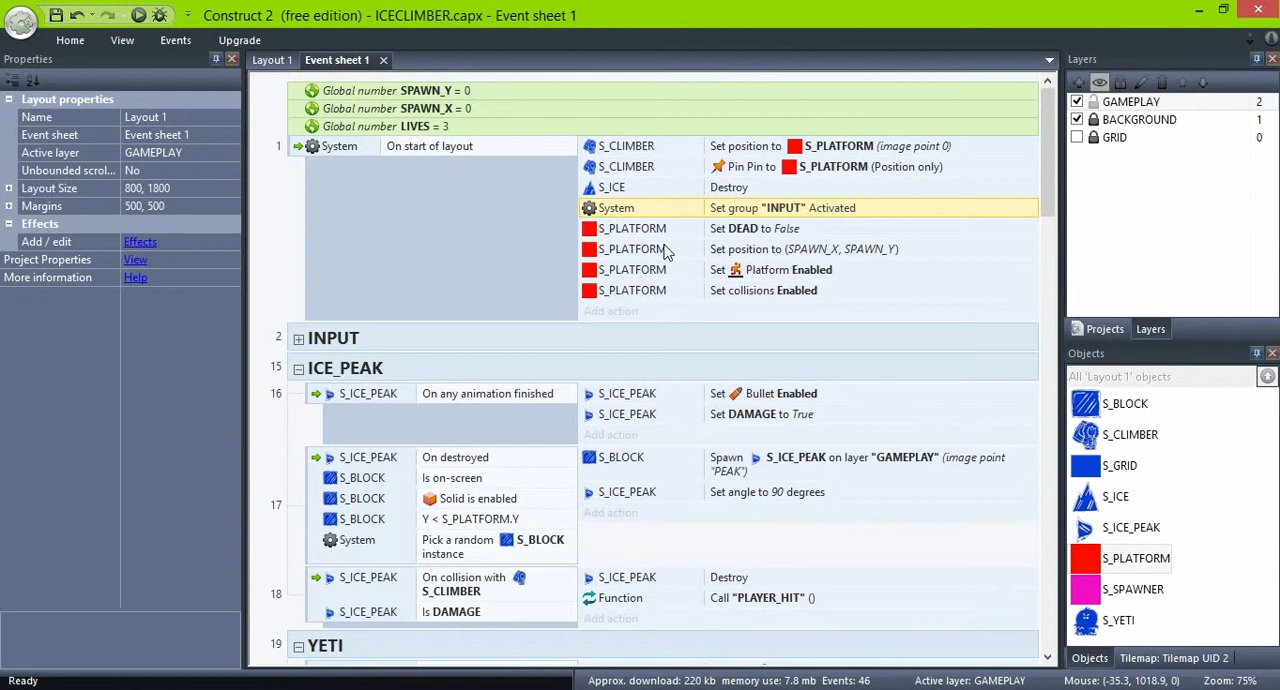 Construct 2 (free edition) - ICECLIMBER.capx - Event sheet 1
Home View Events Upgrade
Properties
Layout properties
Name Layout 1
Event sheet Event sheet 1
Active layer GAMEPLAY
Unbounded scrol... No
Layout Size 800, 1800
Margins 500, 500
Effects
Add / edit Effects
Project Properties View
More information Help
Layout 1 Event sheet 1
Global number SPAWN_Y = 0
Global number SPAWN_X = 0
Global number LIVES = 3
1 System On start of layout S_CLIMBER Set position to S_PLATFORM (image point 0)
S_CLIMBER Pin Pin to S_PLATFORM (Position only)
S_ICE Destroy
System Set group "INPUT" Activated
S_PLATFORM Set DEAD to False
S_PLATFORM Set position to (SPAWN_X, SPAWN_Y)
S_PLATFORM Set Platform Enabled
S_PLATFORM Set collisions Enabled
Add action
2 INPUT
15 ICE_PEAK
16 S_ICE_PEAK On any animation finished S_ICE_PEAK Set Bullet Enabled
S_ICE_PEAK Set DAMAGE to True
Add action
17 S_ICE_PEAK On destroyed S_BLOCK Spawn S_ICE_PEAK on layer "GAMEPLAY" (image point
"PEAK")
S_BLOCK Is on-screen
S_BLOCK Solid is enabled S_ICE_PEAK Set angle to 90 degrees
Add action
S_BLOCK Y < S_PLATFORM.Y
System Pick a random S_BLOCK
instance
18 S_ICE_PEAK On collision with S_ICE_PEAK Destroy
S_CLIMBER
Function Call "PLAYER_HIT" ()
S_ICE_PEAK Is DAMAGE
Add action
19 YETI
Layers
GAMEPLAY 2
BACKGROUND 1
GRID 0
Projects Layers
Objects
All 'Layout 1' objects
S_BLOCK
S_CLIMBER
S_GRID
S_ICE
S_ICE_PEAK
S_PLATFORM
S_SPAWNER
S_YETI
Objects Tilemap: Tilemap UID 2
Ready Approx. download: 220 kb memory use: 7.8 mb Events: 46 Active layer: GAMEPLAY Mouse: (-35.3, 1018.9, 0) Zoom: 75%